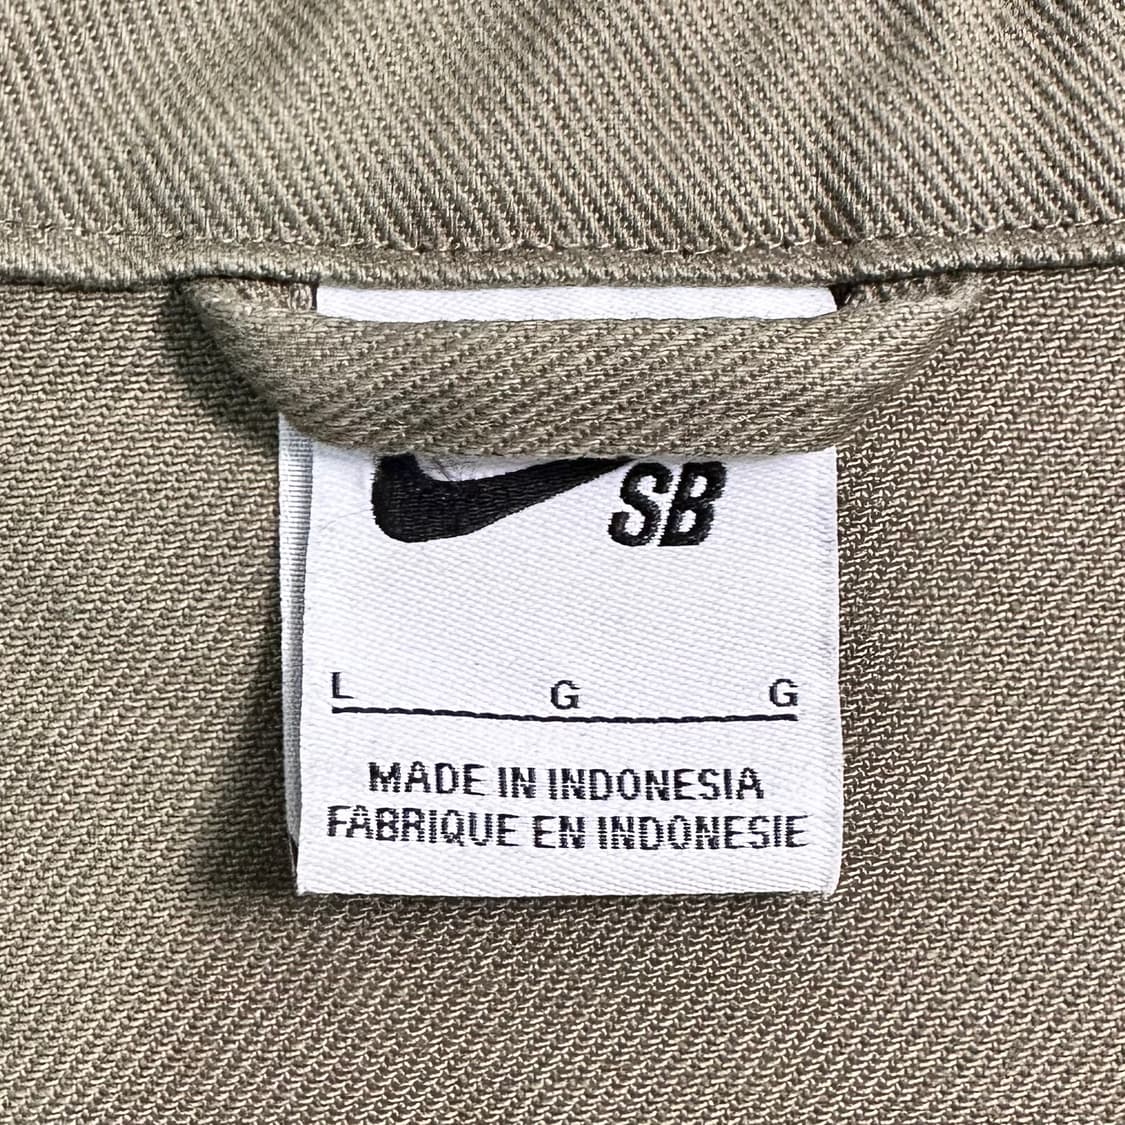 SB
L G G
MADE IN INDONESIA
FABRIQUE EN INDONESIE